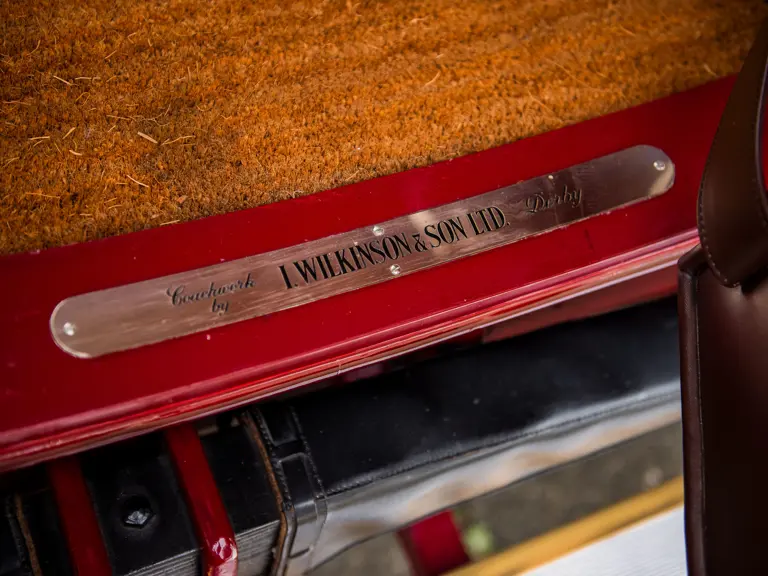 Coachwork by
I. WILKINSON & SON LTD. Derby